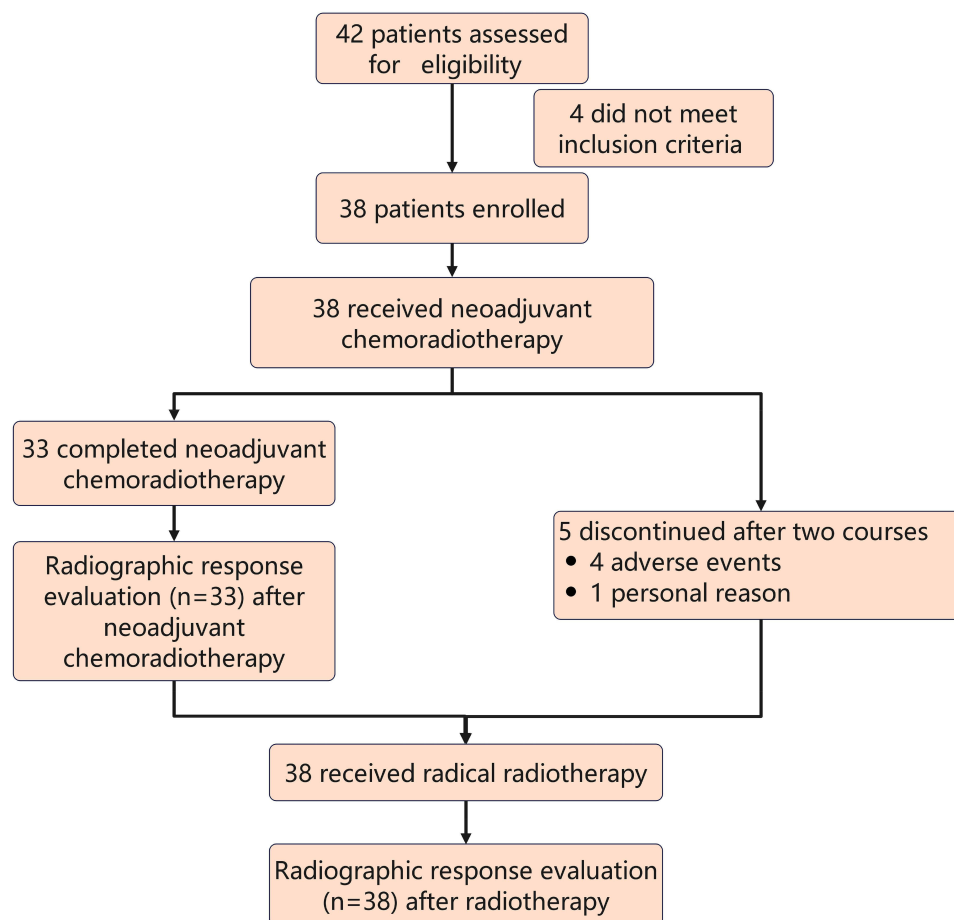 42 patients assessed
for eligibility
4 did not meet
inclusion criteria
38 patients enrolled
38 received neoadjuvant
chemoradiotherapy
33 completed neoadjuvant
chemoradiotherapy
5 discontinued after two courses
• 4 adverse events
• 1 personal reason
Radiographic response
evaluation (n=33) after
neoadjuvant
chemoradiotherapy
38 received radical radiotherapy
Radiographic response evaluation
(n=38) after radiotherapy